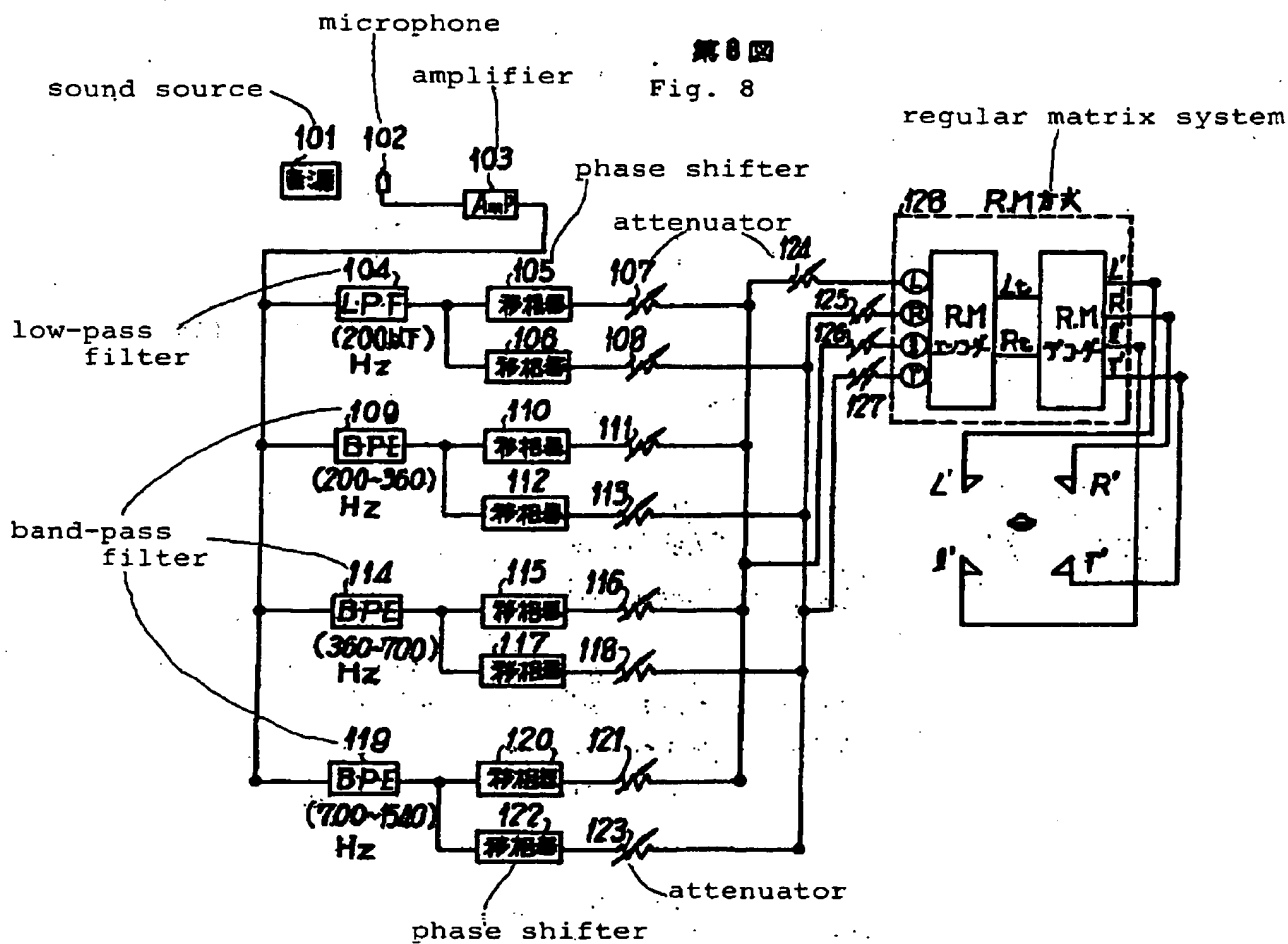 microphone
第8図
sound source
amplifier
Fig. 8
regular matrix system
101
102
103
音源
Amp
phase shifter
attenuator
128
R.M方式
104
105
107
124
L.P.F
移相器
(200以下)
Hz
low-pass
filter
106
108
移相器
125
126
127
L
R
l
r
R.M
エンコーダ
Lt
Rt
R.M
デコーダ
L'
R'
l'
r'
109
110
111
B.P.F
移相器
(200~360)
Hz
112
113
移相器
L'
R'
l'
r'
band-pass
filter
114
115
116
B.P.F
移相器
(360~700)
Hz
117
118
移相器
119
120
121
B.P.F
移相器
(700~1540)
Hz
122
123
移相器
attenuator
phase shifter